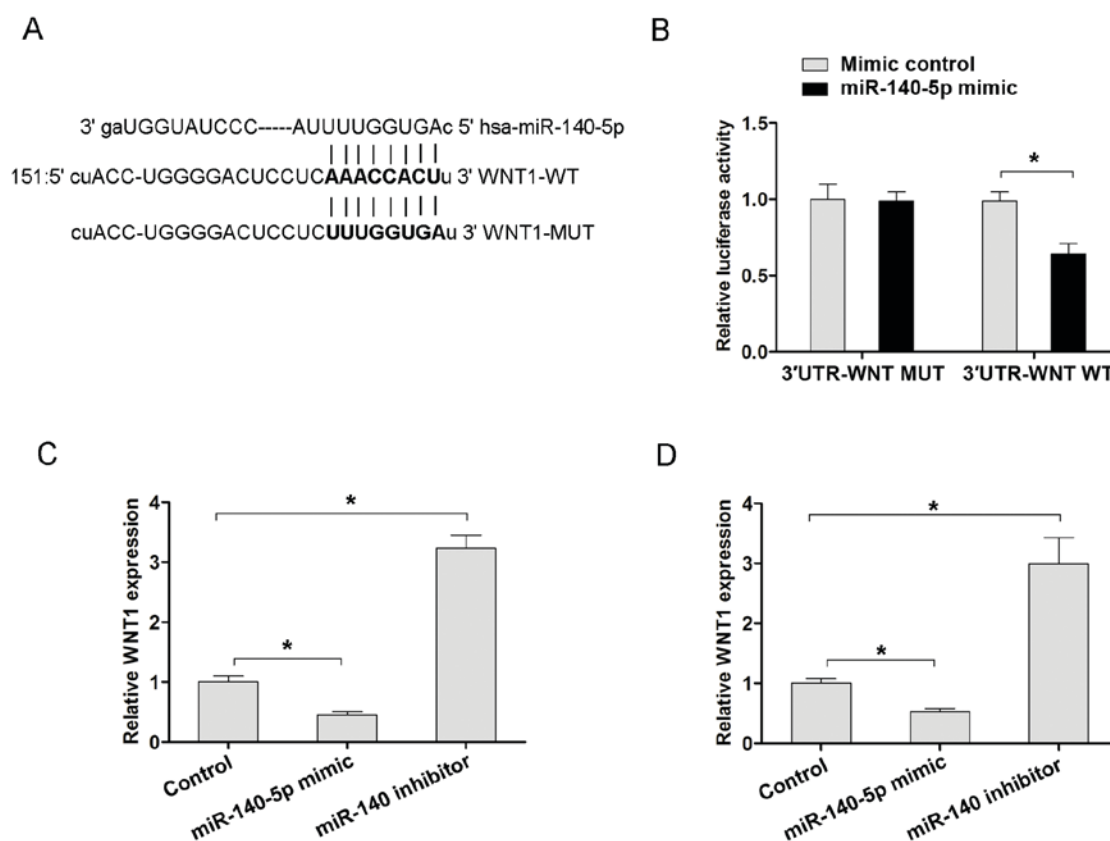 A
3' gaUGGUAUCCC-----AUUUUGGUGAc 5' hsa-miR-140-5p
151:5' cuACC-UGGGGACUCCUCAAACCACUu 3' WNT1-WT
cuACC-UGGGGACUCCUCUUUGGUGAu 3' WNT1-MUT
B
Mimic control
miR-140-5p mimic
Relative luciferase activity
1.5
1.0
0.5
0.0
*
3'UTR-WNT MUT 3'UTR-WNT WT
C
Relative WNT1 expression
4
3
2
1
0
*
*
Control
miR-140-5p mimic
miR-140 inhibitor
D
Relative WNT1 expression
4
3
2
1
0
*
*
Control
miR-140-5p mimic
miR-140 inhibitor